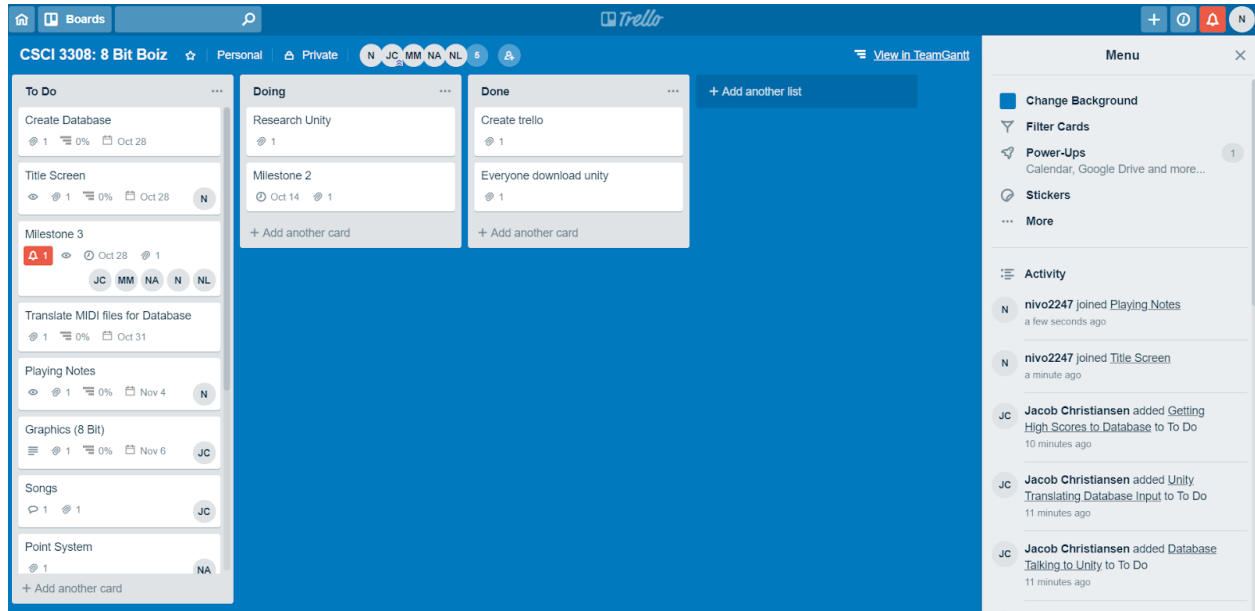 Boards
Trello
N
CSCI 3308: 8 Bit Boiz
Personal
Private
N JC MM NA NL 5
View in TeamGantt
To Do
Create Database
1 0% Oct 28
Title Screen
1 0% Oct 28 N
Milestone 3
1 Oct 28 1
JC MM NA N NL
Translate MIDI files for Database
1 0% Oct 31
Playing Notes
1 0% Nov 4 N
Graphics (8 Bit)
1 0% Nov 6 JC
Songs
1 1 JC
Point System
1 NA
+ Add another card
Doing
Research Unity
1
Milestone 2
Oct 14 1
+ Add another card
Done
Create trello
1
Everyone download unity
1
+ Add another card
+ Add another list
Menu
Change Background
Filter Cards
Power-Ups 1
Calendar, Google Drive and more...
Stickers
More
Activity
N
nivo2247 joined Playing Notes
a few seconds ago
N
nivo2247 joined Title Screen
a minute ago
JC
Jacob Christiansen added Getting
High Scores to Database to To Do
10 minutes ago
JC
Jacob Christiansen added Unity
Translating Database Input to To Do
11 minutes ago
JC
Jacob Christiansen added Database
Talking to Unity to To Do
11 minutes ago